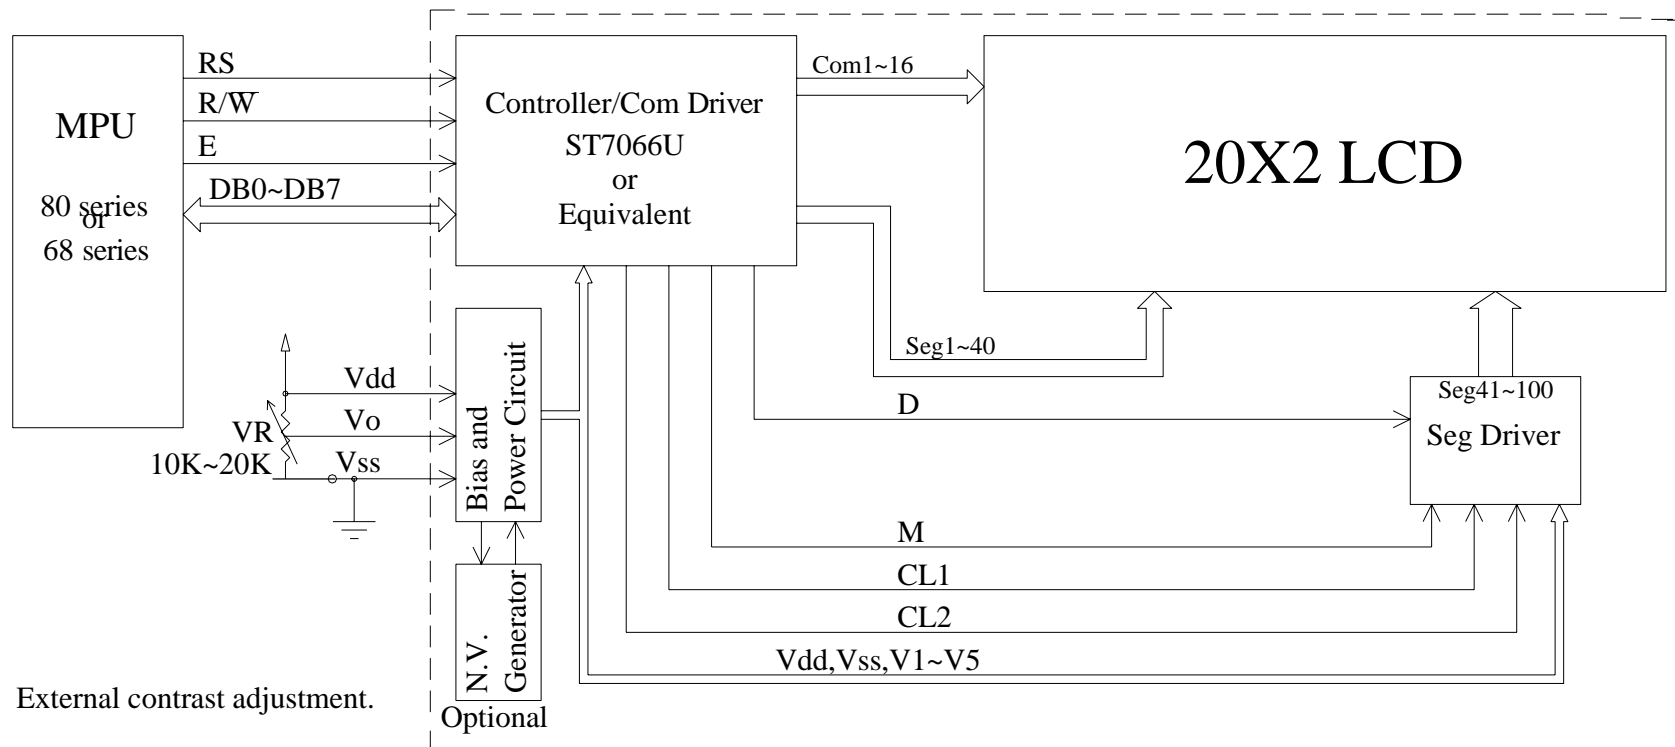 MPU
80 series
or
68 series
RS
R/W̅
E
DB0~DB7
Controller/Com Driver
ST7066U
or
Equivalent
Com1~16
20X2 LCD
Seg1~40
Seg41~100
Seg Driver
D
M
CL1
CL2
Vdd,Vss,V1~V5
Vdd
Vo
Vss
VR
10K~20K
Bias and
Power Circuit
N.V.
Generator
Optional
External contrast adjustment.